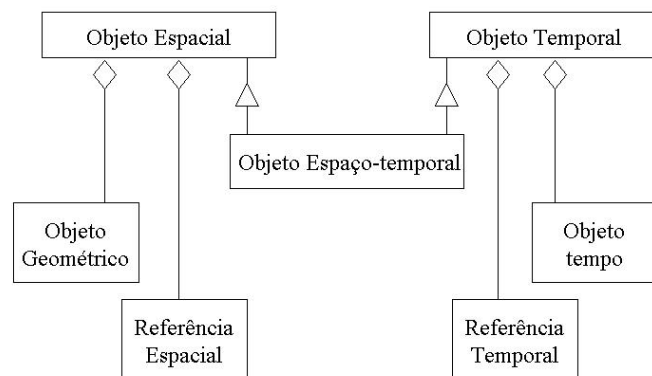 Objeto Espacial
Objeto Temporal
Objeto Espaço-temporal
Objeto
Geométrico
Objeto
tempo
Referência
Espacial
Referência
Temporal